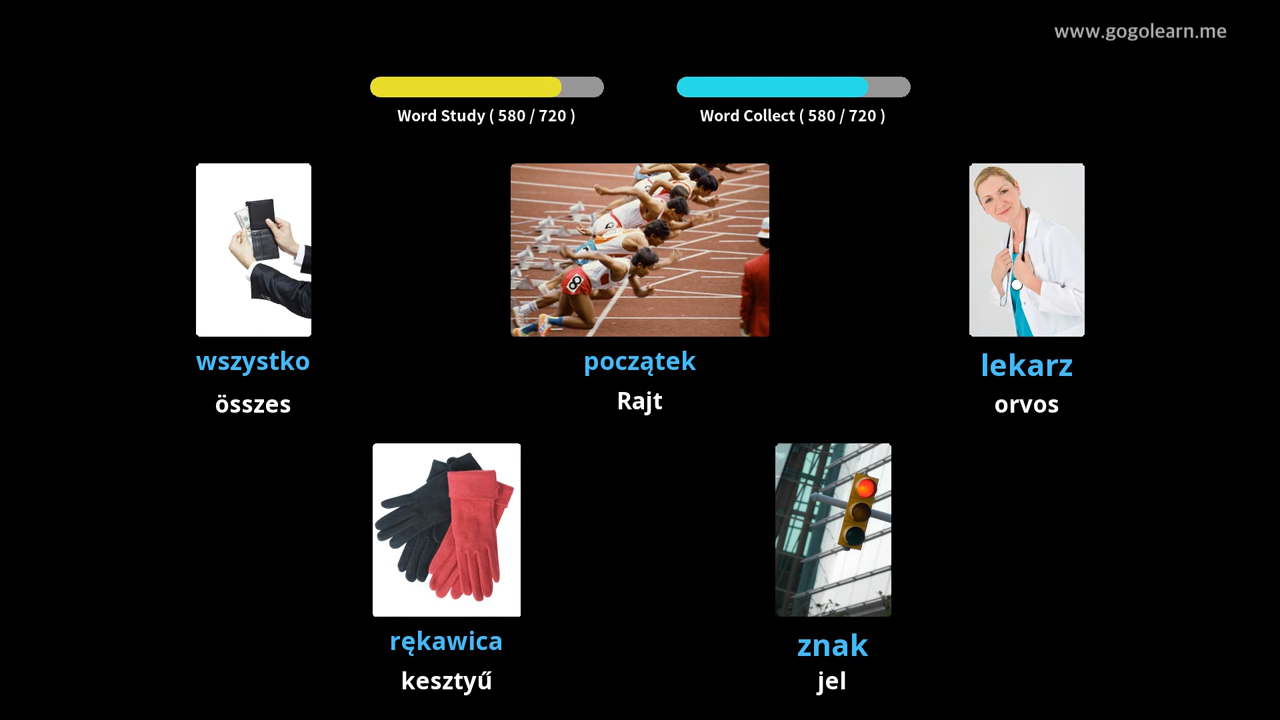 www.gogolearn.me
Word Study ( 580 / 720 )
Word Collect ( 580 / 720 )
wszystko
összes
początek
Rajt
lekarz
orvos
rękawica
kesztyű
znak
jel